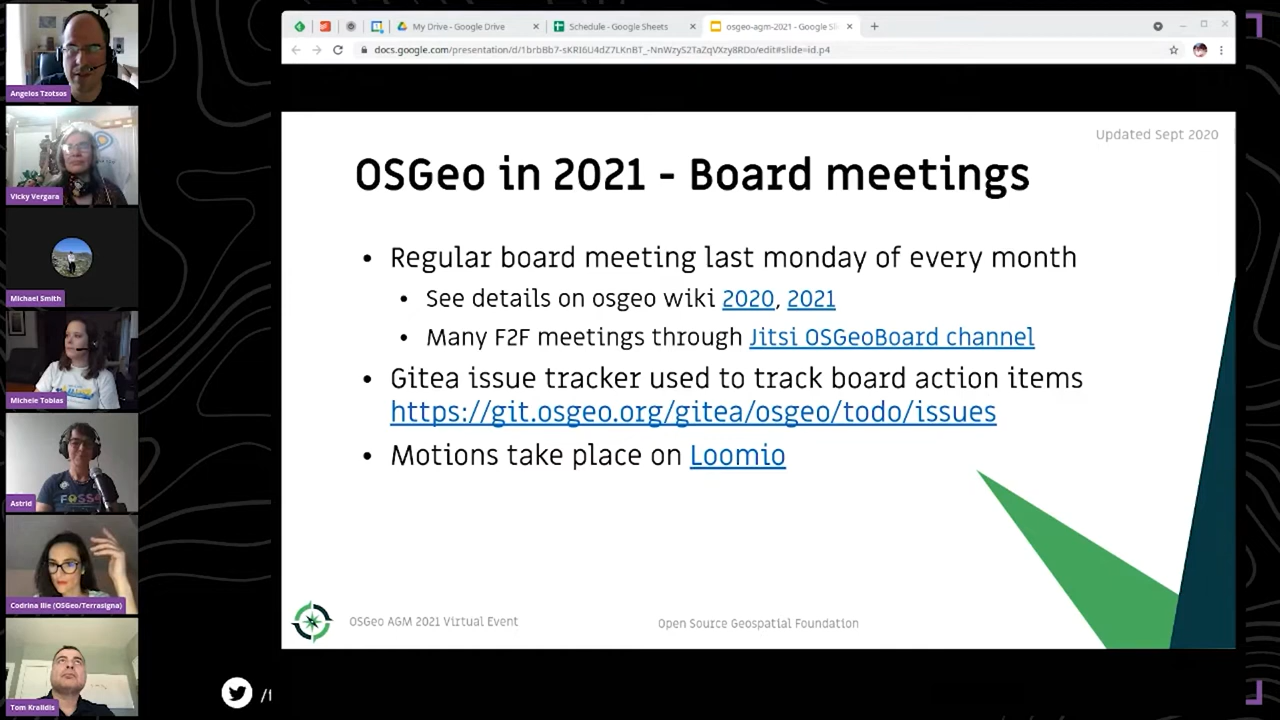 My Drive - Google Drive
Schedule - Google Sheets
osgeo-agm-2021 - Google Sl
docs.google.com/presentation/d/1brbBb7-sKRI6U4dZ7LKnBT_-NnWzyS2TaZqVXzy8RDo/edit#slide=id.p4
Updated Sept 2020
OSGeo in 2021 - Board meetings
• Regular board meeting last monday of every month
• See details on osgeo wiki 2020, 2021
• Many F2F meetings through Jitsi OSGeoBoard channel
• Gitea issue tracker used to track board action items
https://git.osgeo.org/gitea/osgeo/todo/issues
• Motions take place on Loomio
OSGeo AGM 2021 Virtual Event
Open Source Geospatial Foundation
Angelos Tzotsos
Vicky Vergara
Michael Smith
Michele Tobias
Astrid
Codrina Ilie (OSGeo/Terrasigna)
Tom Kralidis